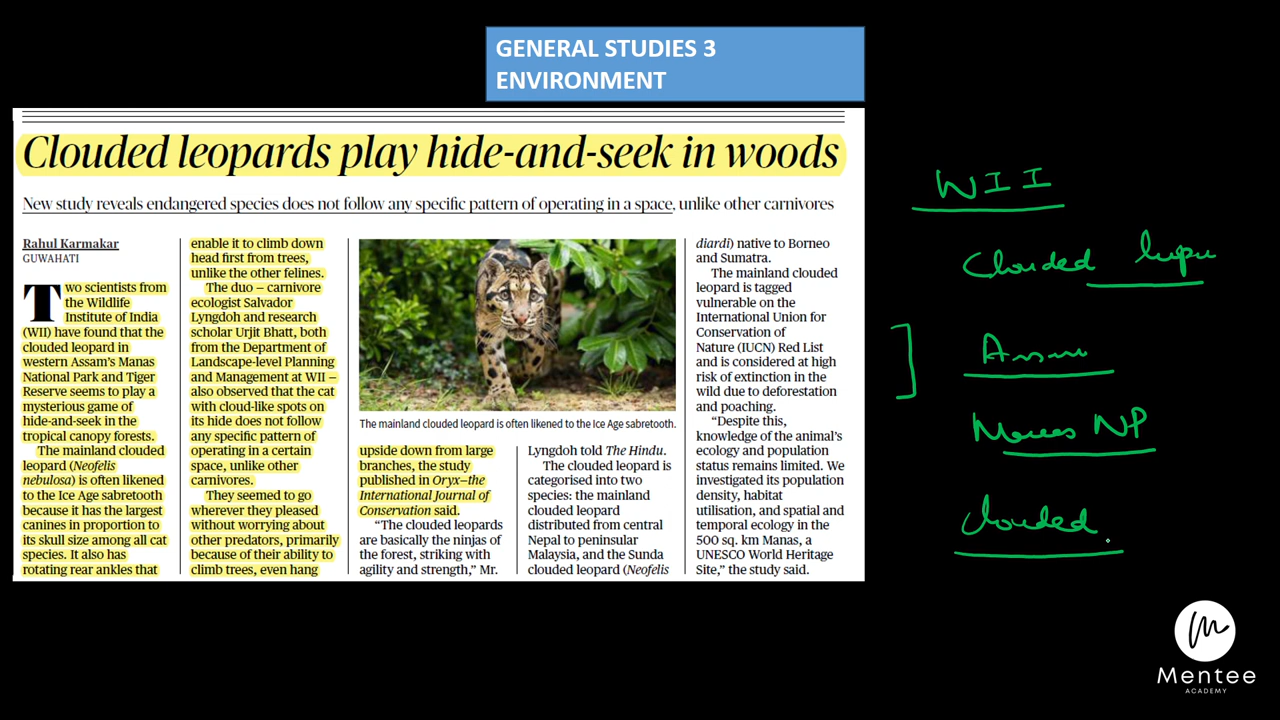 GENERAL STUDIES 3
ENVIRONMENT
Clouded leopards play hide-and-seek in woods
New study reveals endangered species does not follow any specific pattern of operating in a space, unlike other carnivores
Rahul Karmakar
GUWAHATI
Two scientists from
the Wildlife
Institute of India
(WII) have found that the
clouded leopard in
western Assam's Manas
National Park and Tiger
Reserve seems to play a
mysterious game of
hide-and-seek in the
tropical canopy forests.
The mainland clouded
leopard (Neofelis
nebulosa) is often likened
to the Ice Age sabretooth
because it has the largest
canines in proportion to
its skull size among all cat
species. It also has
rotating rear ankles that
enable it to climb down
head first from trees,
unlike the other felines.
The duo – carnivore
ecologist Salvador
Lyngdoh and research
scholar Urjit Bhatt, both
from the Department of
Landscape-level Planning
and Management at WII –
also observed that the cat
with cloud-like spots on
its hide does not follow
any specific pattern of
operating in a certain
space, unlike other
carnivores.
They seemed to go
wherever they pleased
without worrying about
other predators, primarily
because of their ability to
climb trees, even hang
The mainland clouded leopard is often likened to the Ice Age sabretooth.
upside down from large
branches, the study
published in Oryx—the
International Journal of
Conservation said.
"The clouded leopards
are basically the ninjas of
the forest, striking with
agility and strength," Mr.
Lyngdoh told The Hindu.
The clouded leopard is
categorised into two
species: the mainland
clouded leopard
distributed from central
Nepal to peninsular
Malaysia, and the Sunda
clouded leopard (Neofelis
diardi) native to Borneo
and Sumatra.
The mainland clouded
leopard is tagged
vulnerable on the
International Union for
Conservation of
Nature (IUCN) Red List
and is considered at high
risk of extinction in the
wild due to deforestation
and poaching.
"Despite this,
knowledge of the animal's
ecology and population
status remains limited. We
investigated its population
density, habitat
utilisation, and spatial and
temporal ecology in the
500 sq. km Manas, a
UNESCO World Heritage
Site," the study said.
WII
Clouded
Assam
Manas NP
Clouded
Mentee
ACADEMY